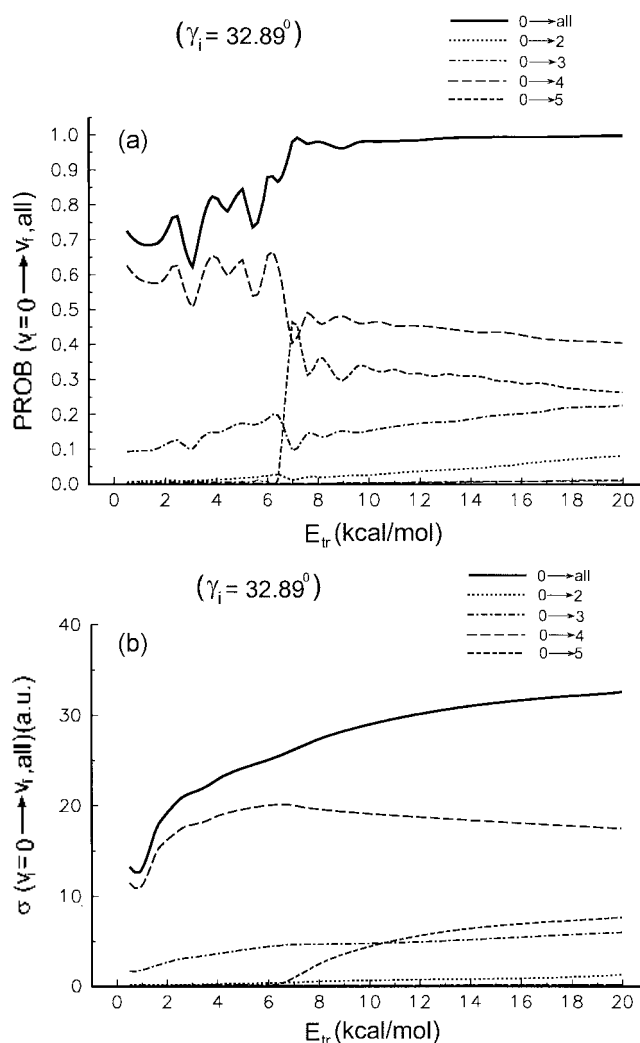 (γi = 32.89⁰)
0→all
0→2
0→3
0→4
0→5
(a)
PROB (vi=0 → vf,all)
1.0
0.9
0.8
0.7
0.6
0.5
0.4
0.3
0.2
0.1
0.0
0 2 4 6 8 10 12 14 16 18 20
Etr(kcal/mol)
(γi = 32.89⁰)
0→all
0→2
0→3
0→4
0→5
(b)
σ (vi=0 → vf,all)(a.u.)
40
30
20
10
0
0 2 4 6 8 10 12 14 16 18 20
Etr(kcal/mol)